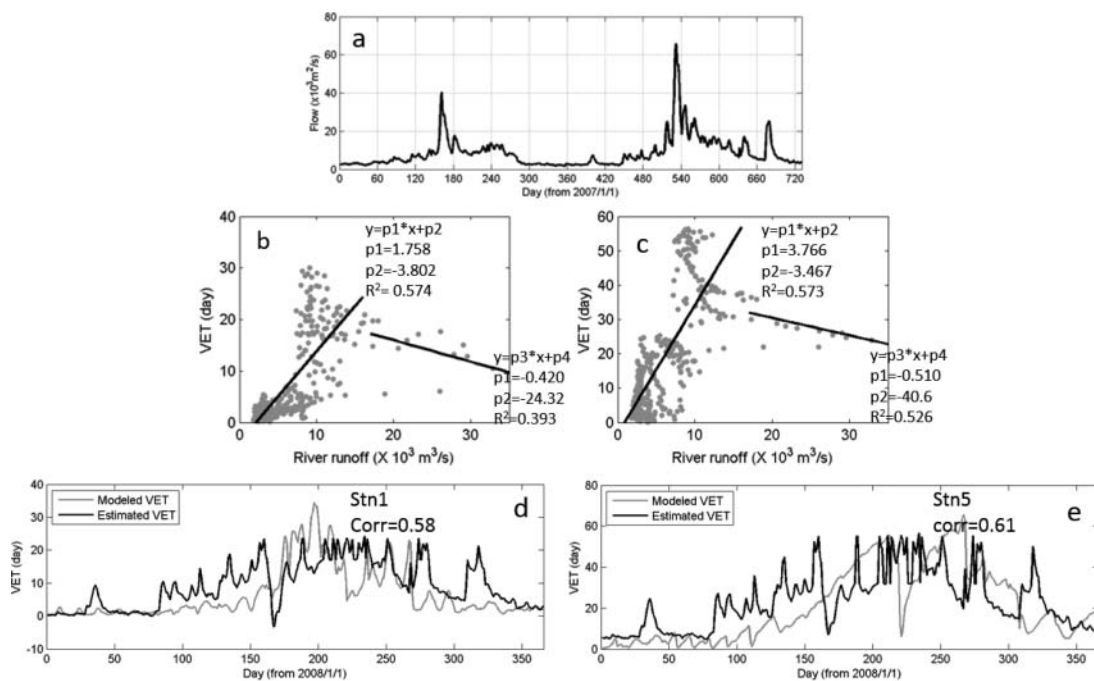 a
Flow (x10³m²/s)
80
60
40
20
0
0 60 120 180 240 300 360 420 480 540 600 660 720
Day (from 2007/1/1)
b
y=p1*x+p2
p1=1.758
p2=-3.802
R²= 0.574
y=p3*x+p4
p1=-0.420
p2=-24.32
R²=0.393
VET (day)
40
30
20
10
0
0 10 20 30
River runoff (X 10³ m³/s)
c
y=p1*x+p2
p1=3.766
p2=-3.467
R²=0.573
y=p3*x+p4
p1=-0.510
p2=-40.6
R²=0.526
VET (day)
60
50
40
30
20
10
0
0 10 20 30
River runoff (X 10³ m³/s)
d
Modeled VET
Estimated VET
Stn1
Corr=0.58
VET (day)
40
30
20
10
0
-10
0 50 100 150 200 250 300 350
Day (from 2008/1/1)
e
Modeled VET
Estimated VET
Stn5
corr=0.61
VET (day)
80
60
40
20
0
0 50 100 150 200 250 300 350
Day (from 2008/1/1)